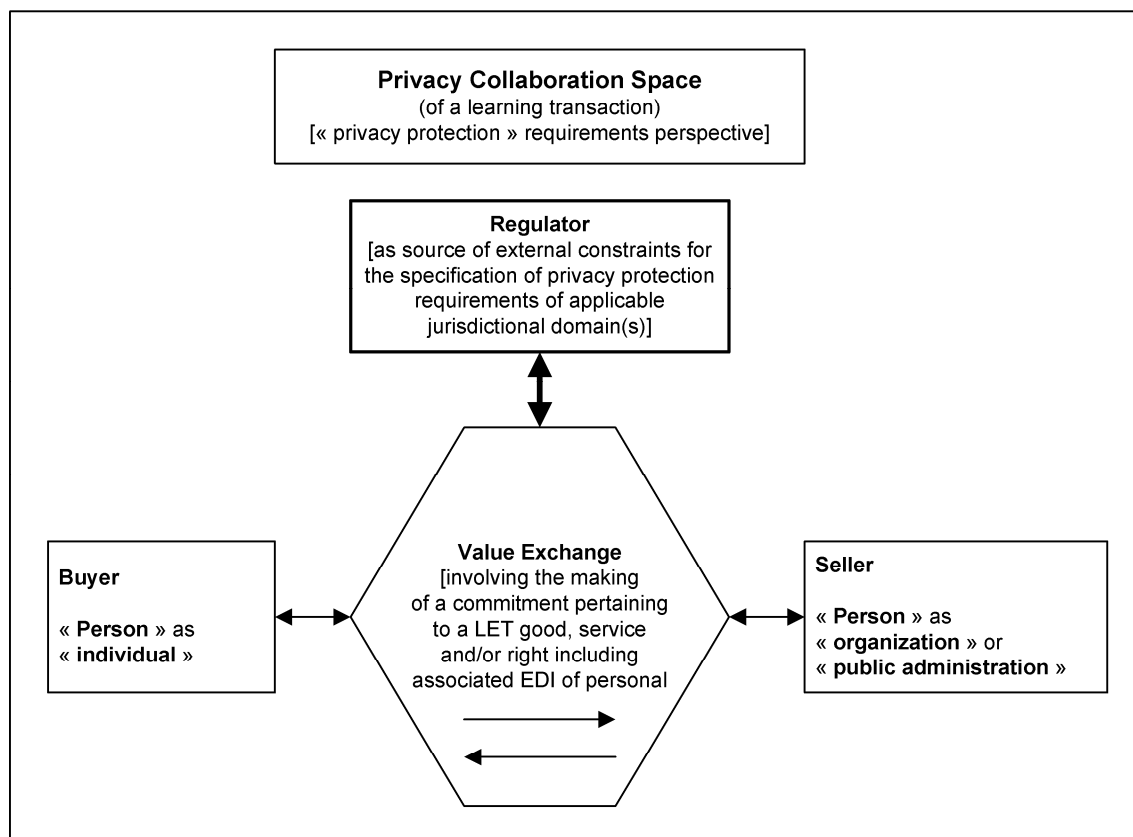 Privacy Collaboration Space
(of a learning transaction)
[« privacy protection » requirements perspective]
Regulator
[as source of external constraints for
the specification of privacy protection
requirements of applicable
jurisdictional domain(s)]
Buyer
« Person » as
« individual »
Value Exchange
[involving the making
of a commitment pertaining
to a LET good, service
and/or right including
associated EDI of personal
Seller
« Person » as
« organization » or
« public administration »